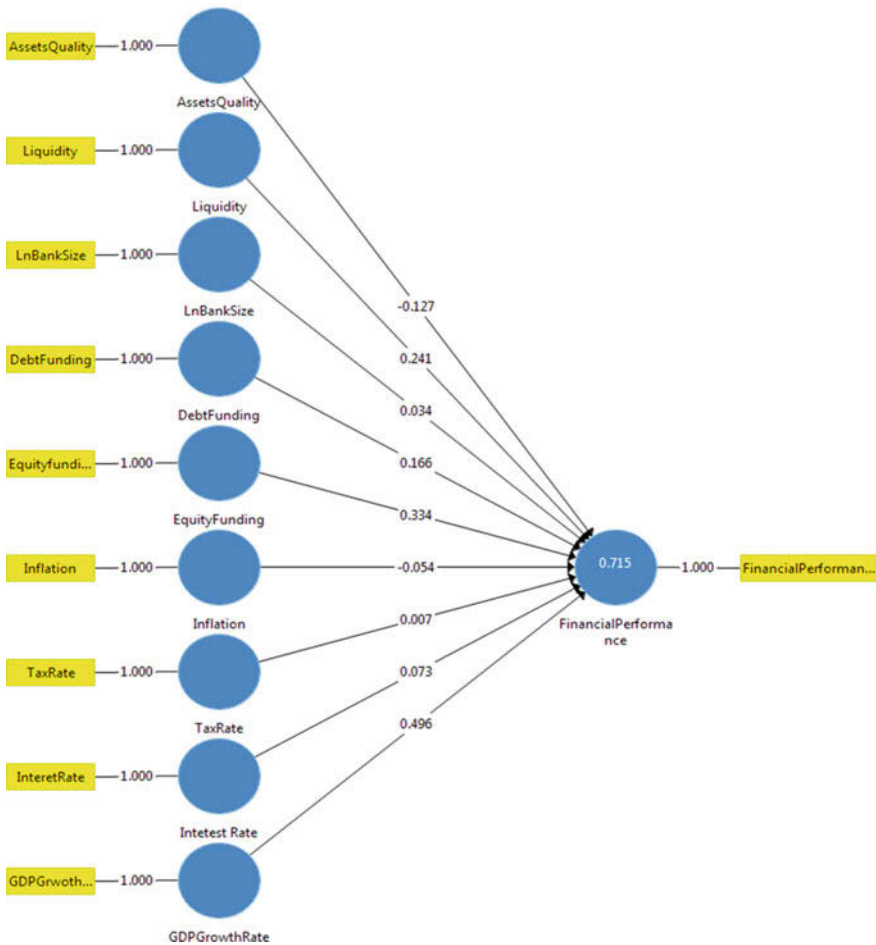 AssetsQuality 1.000
AssetsQuality
Liquidity 1.000
Liquidity
LnBankSize 1.000
LnBankSize
DebtFunding 1.000
DebtFunding
Equityfundi... 1.000
EquityFunding
Inflation 1.000
Inflation
TaxRate 1.000
TaxRate
InteretRate 1.000
Intetest Rate
GDPGrwoth... 1.000
GDPGrowthRate
-0.127
0.241
0.034
0.166
0.334
-0.054
0.007
0.073
0.496
0.715
FinancialPerforma
nce
1.000
FinancialPerforman...